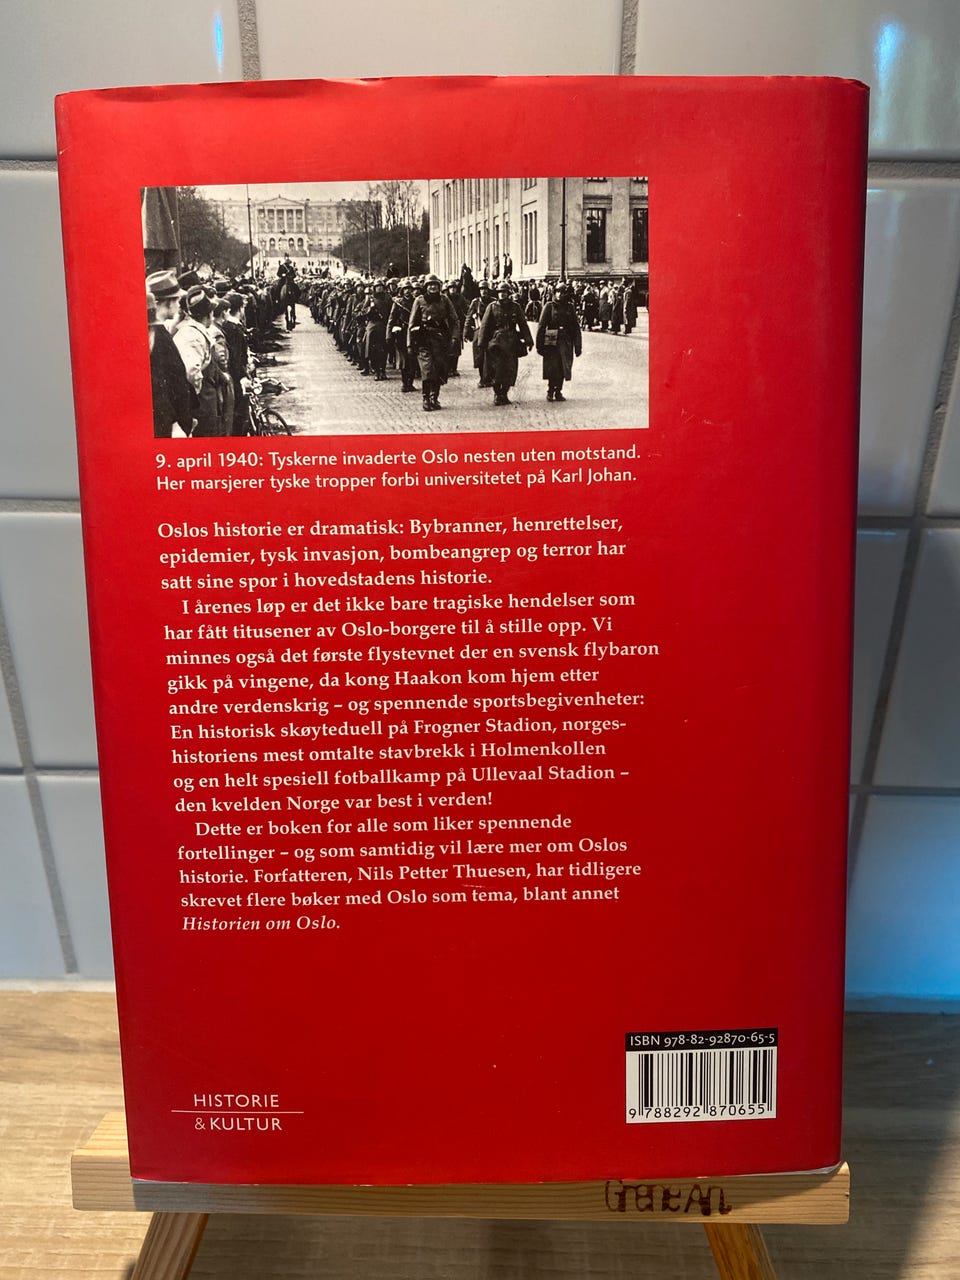 9. april 1940: Tyskerne invaderte Oslo nesten uten motstand.
Her marsjerer tyske tropper forbi universitetet på Karl Johan.
Oslos historie er dramatisk: Bybranner, henrettelser,
epidemier, tysk invasjon, bombeangrep og terror har
satt sine spor i hovedstadens historie.
I årenes løp er det ikke bare tragiske hendelser som
har fått titusener av Oslo-borgere til å stille opp. Vi
minnes også det første flystevnet der en svensk flybaron
gikk på vingene, da kong Haakon kom hjem etter
andre verdenskrig – og spennende sportsbegivenheter:
En historisk skøyteduell på Frogner Stadion, norges-
historiens mest omtalte stavbrekk i Holmenkollen
og en helt spesiell fotballkamp på Ullevaal Stadion –
den kvelden Norge var best i verden!
Dette er boken for alle som liker spennende
fortellinger – og som samtidig vil lære mer om Oslos
historie. Forfatteren, Nils Petter Thuesen, har tidligere
skrevet flere bøker med Oslo som tema, blant annet
Historien om Oslo.
ISBN 978-82-92870-65-5
9 788292 870655
HISTORIE
& KULTUR